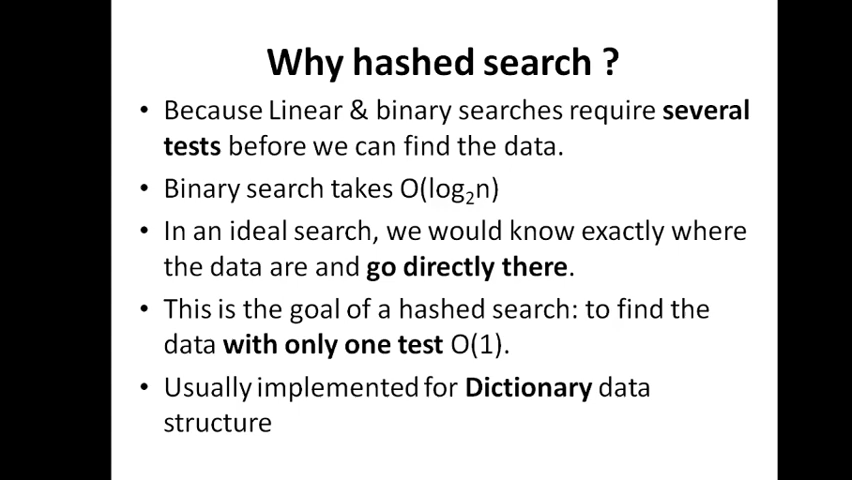 Why hashed search ?
• Because Linear & binary searches require several
tests before we can find the data.
• Binary search takes O(log₂n)
• In an ideal search, we would know exactly where
the data are and go directly there.
• This is the goal of a hashed search: to find the
data with only one test O(1).
• Usually implemented for Dictionary data
structure